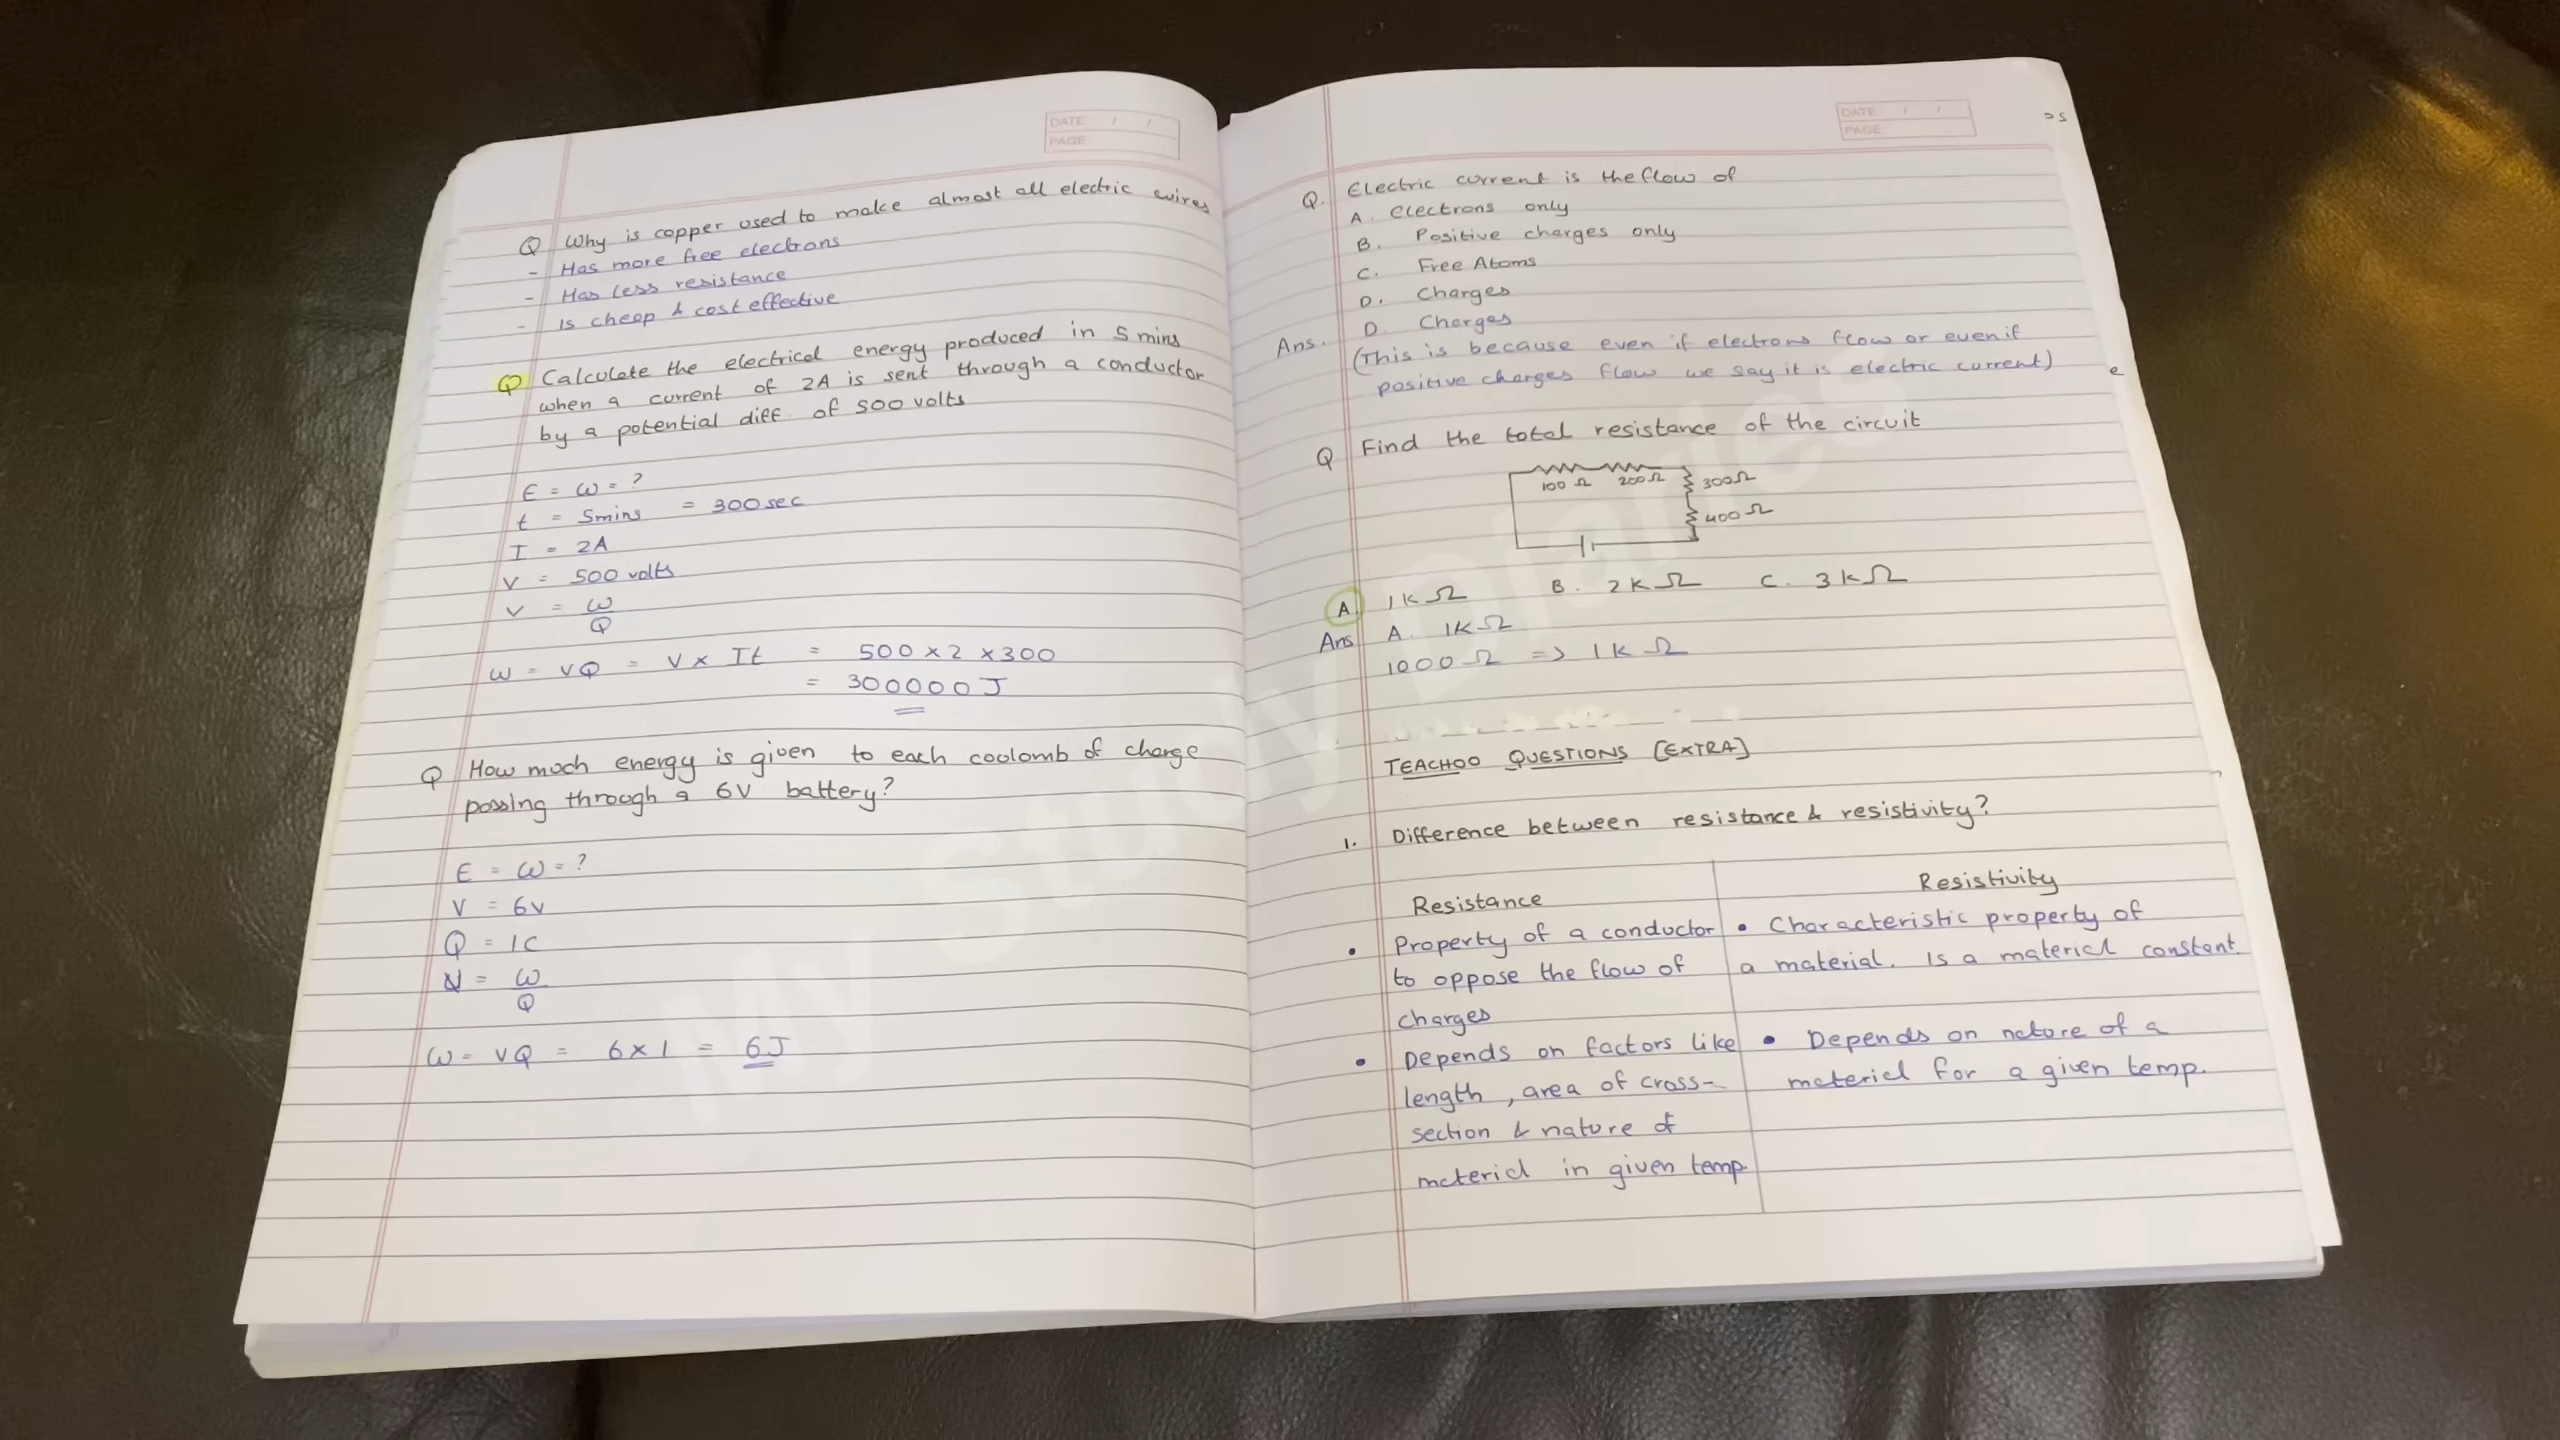 DATE / /
PAGE
Q Why is copper used to make almost all electric wires
- Has more free electrons
- Has less resistance
- Is cheap & cost effective
Q Calculate the electrical energy produced in 5 mins
when a current of 2A is sent through a conductor
by a potential diff. of 500 volts
E = W = ?
t = 5mins = 300 sec
I = 2A
V = 500 volts
V = W
Q
W = VQ = V x It = 500 x 2 x 300
= 300000 J
Q How much energy is given to each coolomb of charge
passing through a 6V battery?
E = W = ?
V = 6V
Q = 1C
V = W
Q
W = VQ = 6 x 1 = 6J
DATE / /
PAGE
Q. Electric current is the flow of
A. electrons only
B. Positive charges only
C. Free Atoms
D. Charges
Ans. D. Charges
(This is because even if electrons flow or even if
positive charges flow we say it is electric current)
e
Q Find the total resistance of the circuit
100 Ω 200 Ω 300 Ω
400 Ω
A. 1kΩ B. 2kΩ C. 3kΩ
Ans A. 1kΩ
1000 Ω => 1kΩ
TEACHOO QUESTIONS [EXTRA]
1. Difference between resistance & resistivity?
Resistance
• Property of a conductor
to oppose the flow of
charges
• Depends on factors like
length, area of cross-
section & nature of
material in given temp.
Resistivity
• Characteristic property of
a material. Is a material constant.
• Depends on nature of a
material for a given temp.
My Study Diaries